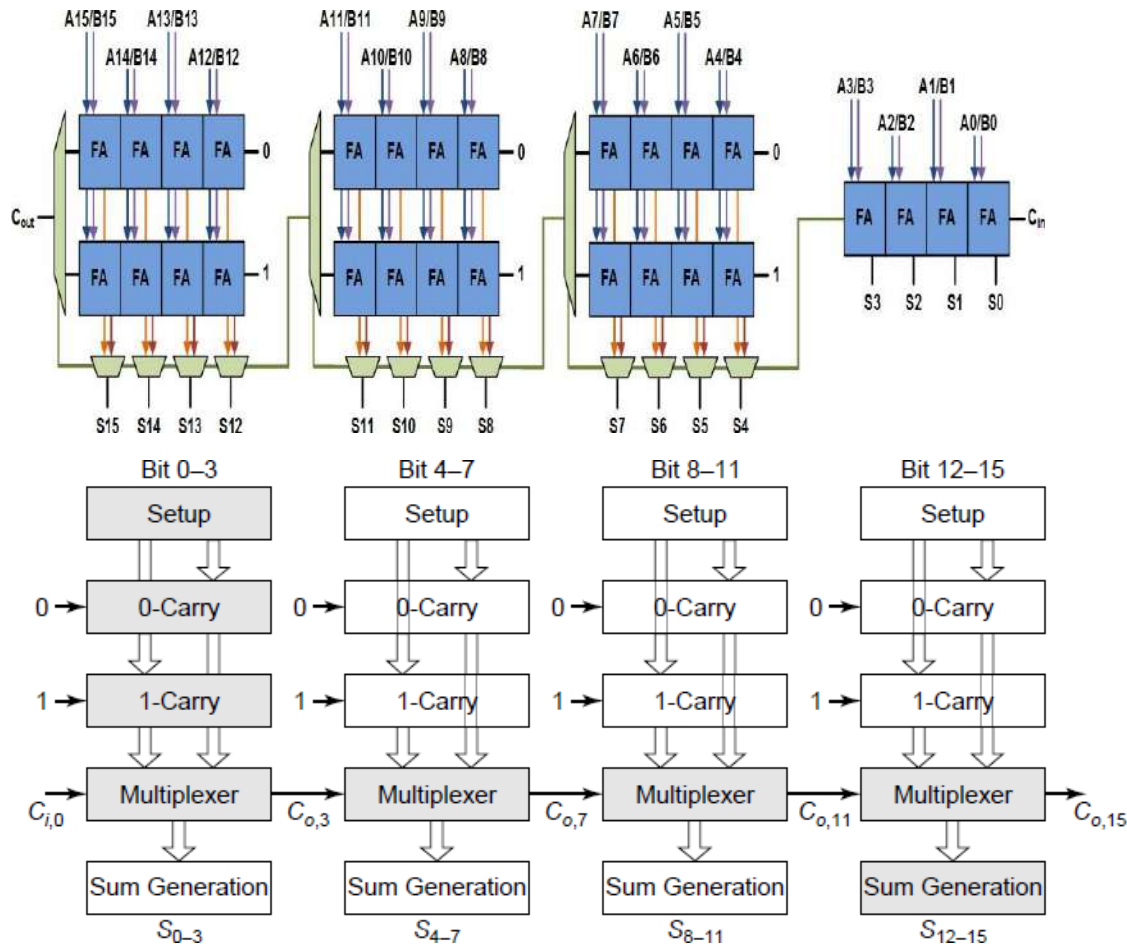 A15/B15 A13/B13 A11/B11 A9/B9 A7/B7 A5/B5
A14/B14 A12/B12 A10/B10 A8/B8 A6/B6 A4/B4
A3/B3 A1/B1
A2/B2 A0/B0
FA FA FA FA 0 FA FA FA FA 0 FA FA FA FA 0
Cout FA FA FA FA Cin
FA FA FA FA 1 FA FA FA FA 1 FA FA FA FA 1
S3 S2 S1 S0
S15 S14 S13 S12 S11 S10 S9 S8 S7 S6 S5 S4
Bit 0–3 Bit 4–7 Bit 8–11 Bit 12–15
Setup Setup Setup Setup
0 0-Carry 0 0-Carry 0 0-Carry 0 0-Carry
1 1-Carry 1 1-Carry 1 1-Carry 1 1-Carry
Multiplexer Multiplexer Multiplexer Multiplexer
Ci,0 Co,3 Co,7 Co,11 Co,15
Sum Generation Sum Generation Sum Generation Sum Generation
S0–3 S4–7 S8–11 S12–15